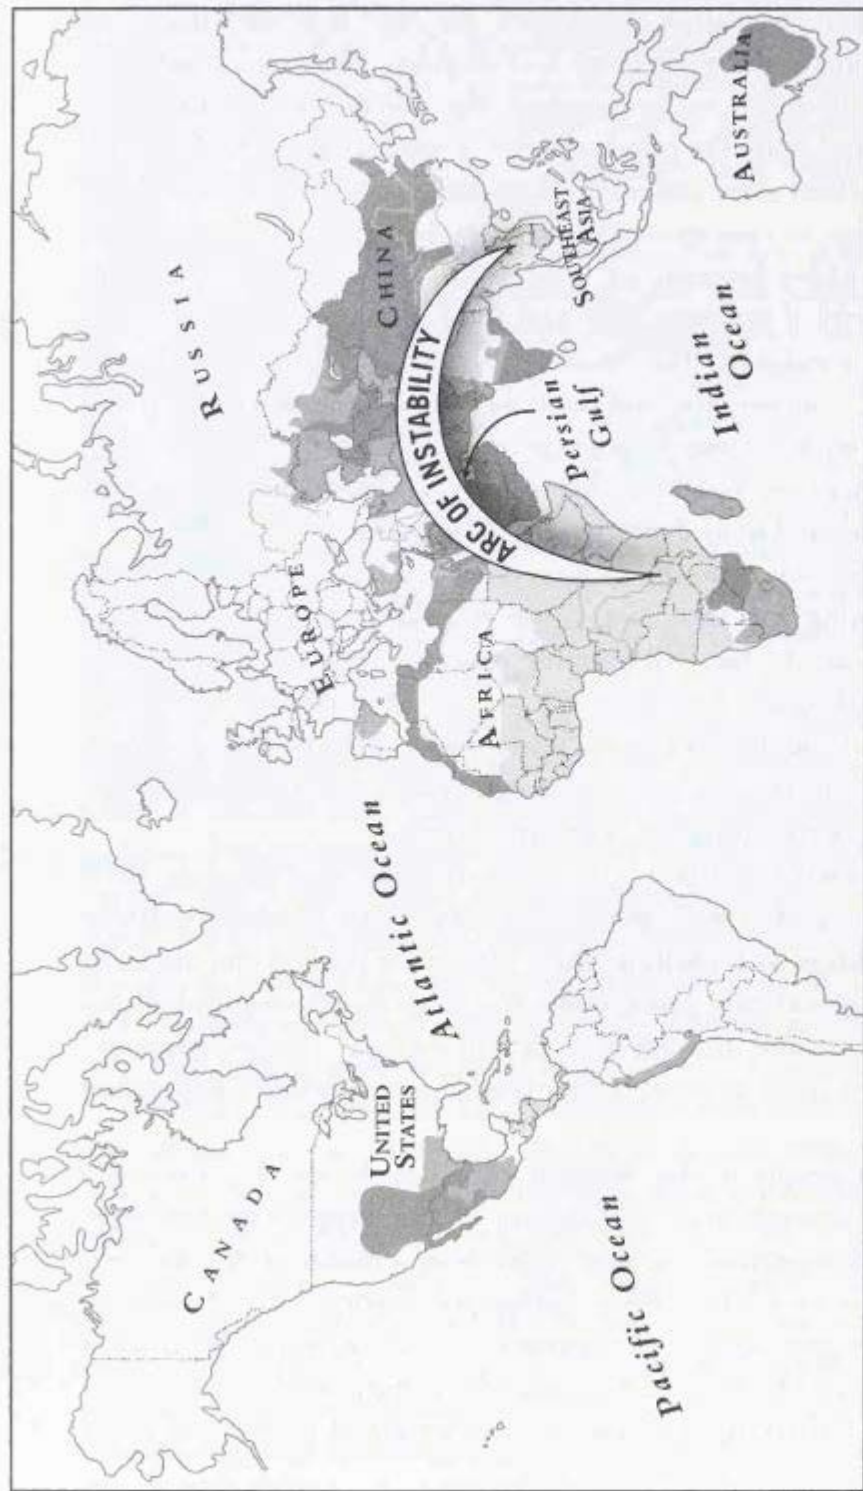 CANADA
UNITED
STATES
Atlantic Ocean
Pacific Ocean
EUROPE
RUSSIA
AFRICA
ARC OF INSTABILITY
CHINA
Persian
Gulf
SOUTHEAST
ASIA
Indian
Ocean
AUSTRALIA